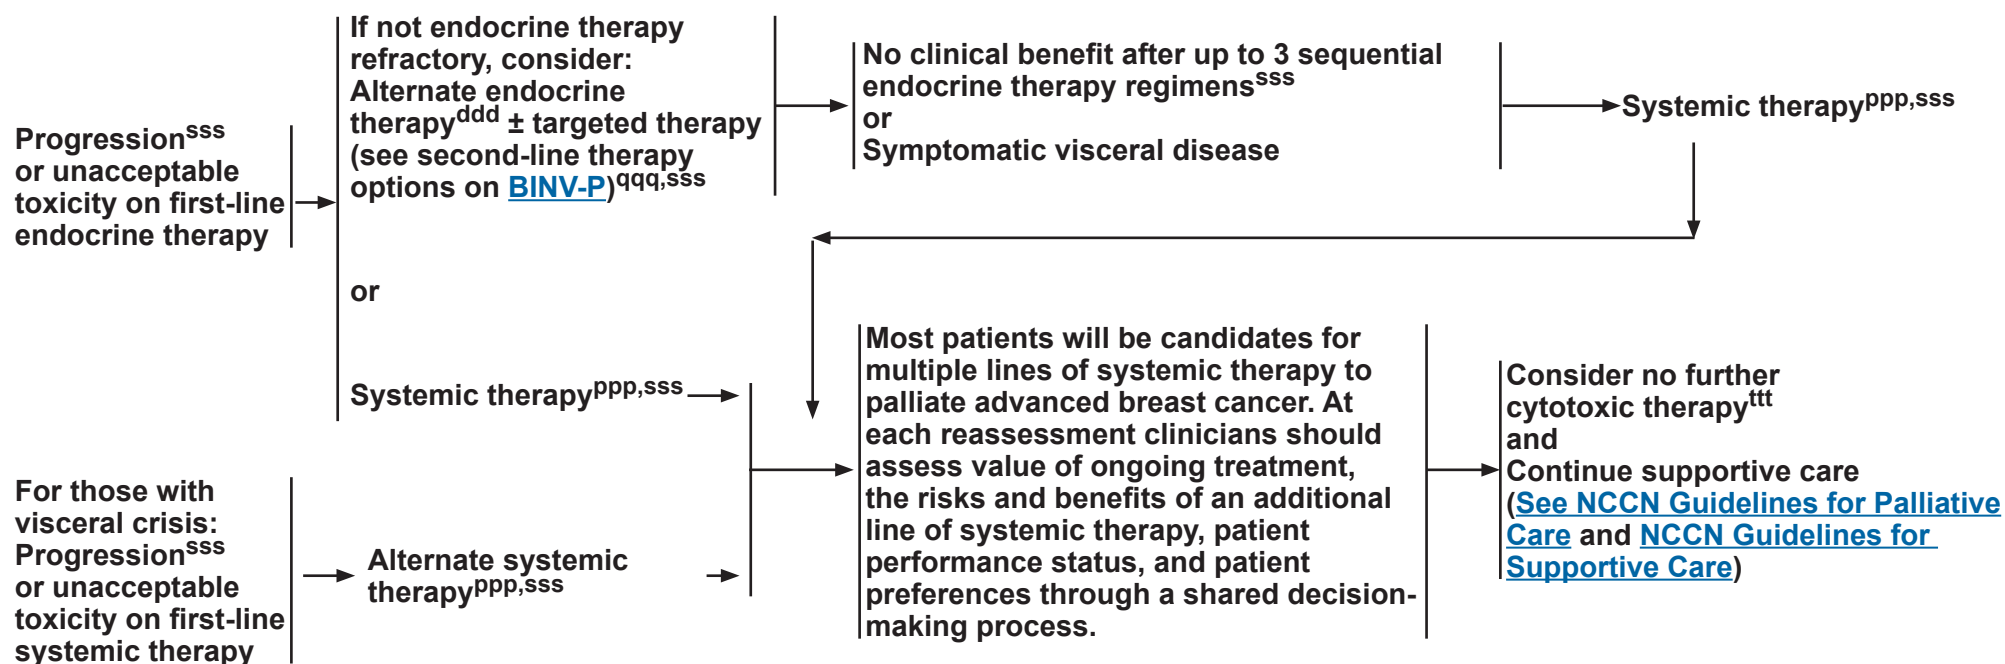 Progressionsss
or unacceptable
toxicity on first-line
endocrine therapy
If not endocrine therapy
refractory, consider:
Alternate endocrine
therapyddd ± targeted therapy
(see second-line therapy
options on BINV-P)qqq,sss
or
Systemic therapyppp,sss
No clinical benefit after up to 3 sequential
endocrine therapy regimenssss
or
Symptomatic visceral disease
Systemic therapyppp,sss
For those with
visceral crisis:
Progressionsss
or unacceptable
toxicity on first-line
systemic therapy
Alternate systemic
therapyppp,sss
Most patients will be candidates for
multiple lines of systemic therapy to
palliate advanced breast cancer. At
each reassessment clinicians should
assess value of ongoing treatment,
the risks and benefits of an additional
line of systemic therapy, patient
performance status, and patient
preferences through a shared decision-
making process.
Consider no further
cytotoxic therapyttt
and
Continue supportive care
(See NCCN Guidelines for Palliative
Care and NCCN Guidelines for
Supportive Care)